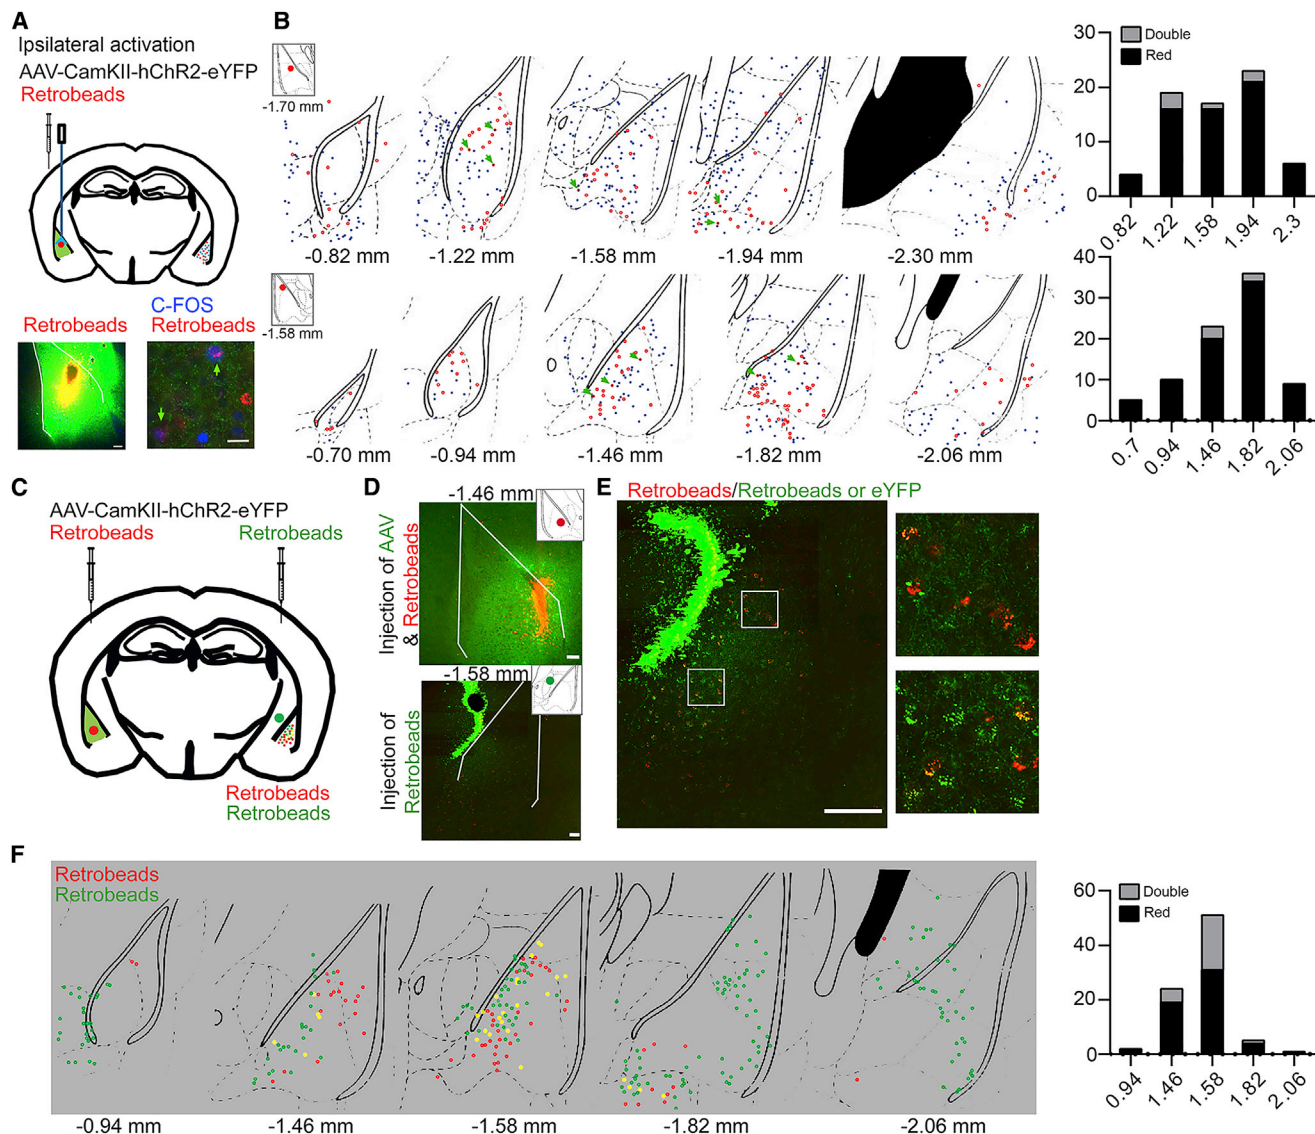 A
Ipsilateral activation
AAV-CamKII-hChR2-eYFP
Retrobeads
C-FOS
Retrobeads
Retrobeads
B
-1.70 mm
-0.82 mm
-1.22 mm
-1.58 mm
-1.94 mm
-2.30 mm
-1.58 mm
-0.70 mm
-0.94 mm
-1.46 mm
-1.82 mm
-2.06 mm
Double
Red
30
20
10
0
0.82
1.22
1.58
1.94
2.3
40
30
20
10
0
0.7
0.94
1.46
1.82
2.06
C
AAV-CamKII-hChR2-eYFP
Retrobeads
Retrobeads
Retrobeads
Retrobeads
D
-1.46 mm
Injection of AAV
& Retrobeads
-1.58 mm
Injection of
Retrobeads
E
Retrobeads/Retrobeads or eYFP
F
Retrobeads
Retrobeads
-0.94 mm
-1.46 mm
-1.58 mm
-1.82 mm
-2.06 mm
Double
Red
60
40
20
0
0.94
1.46
1.58
1.82
2.06